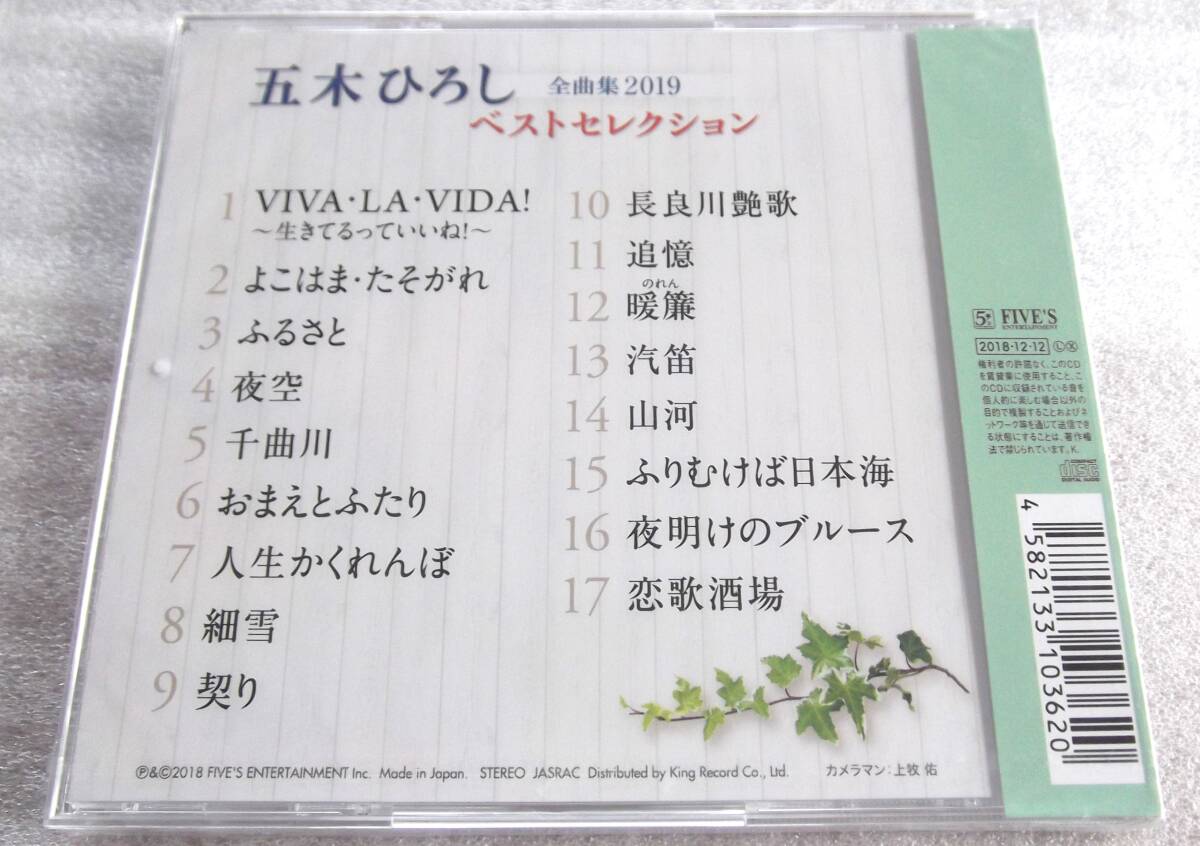 五木ひろし 全曲集2019
ベストセレクション
1 VIVA・LA・VIDA!
～生きてるっていいね!～
2 よこはま・たそがれ
3 ふるさと
4 夜空
5 千曲川
6 おまえとふたり
7 人生かくれんぼ
8 細雪
9 契り
10 長良川艶歌
11 追憶
のれん
12 暖簾
13 汽笛
14 山河
15 ふりむけば日本海
16 夜明けのブルース
17 恋歌酒場
Ⓟ&©2018 FIVE'S ENTERTAINMENT Inc. Made in Japan. STEREO JASRAC Distributed by King Record Co., Ltd. カメラマン：上牧 佑
5 FIVE'S
ENTERTAINMENT
2018・12・12 Ⓛ Ⓧ
権利者の許諾なく、このCD
を賃貸業に使用すること、こ
のCDに収録されている音を
個人的に楽しむ場合以外の
目的で複製することおよびネ
ットワーク等を通じて送信でき
る状態にすることは、著作権
法で禁じられています。K.
COMPACT
disc
DIGITAL AUDIO
4 582133 103620